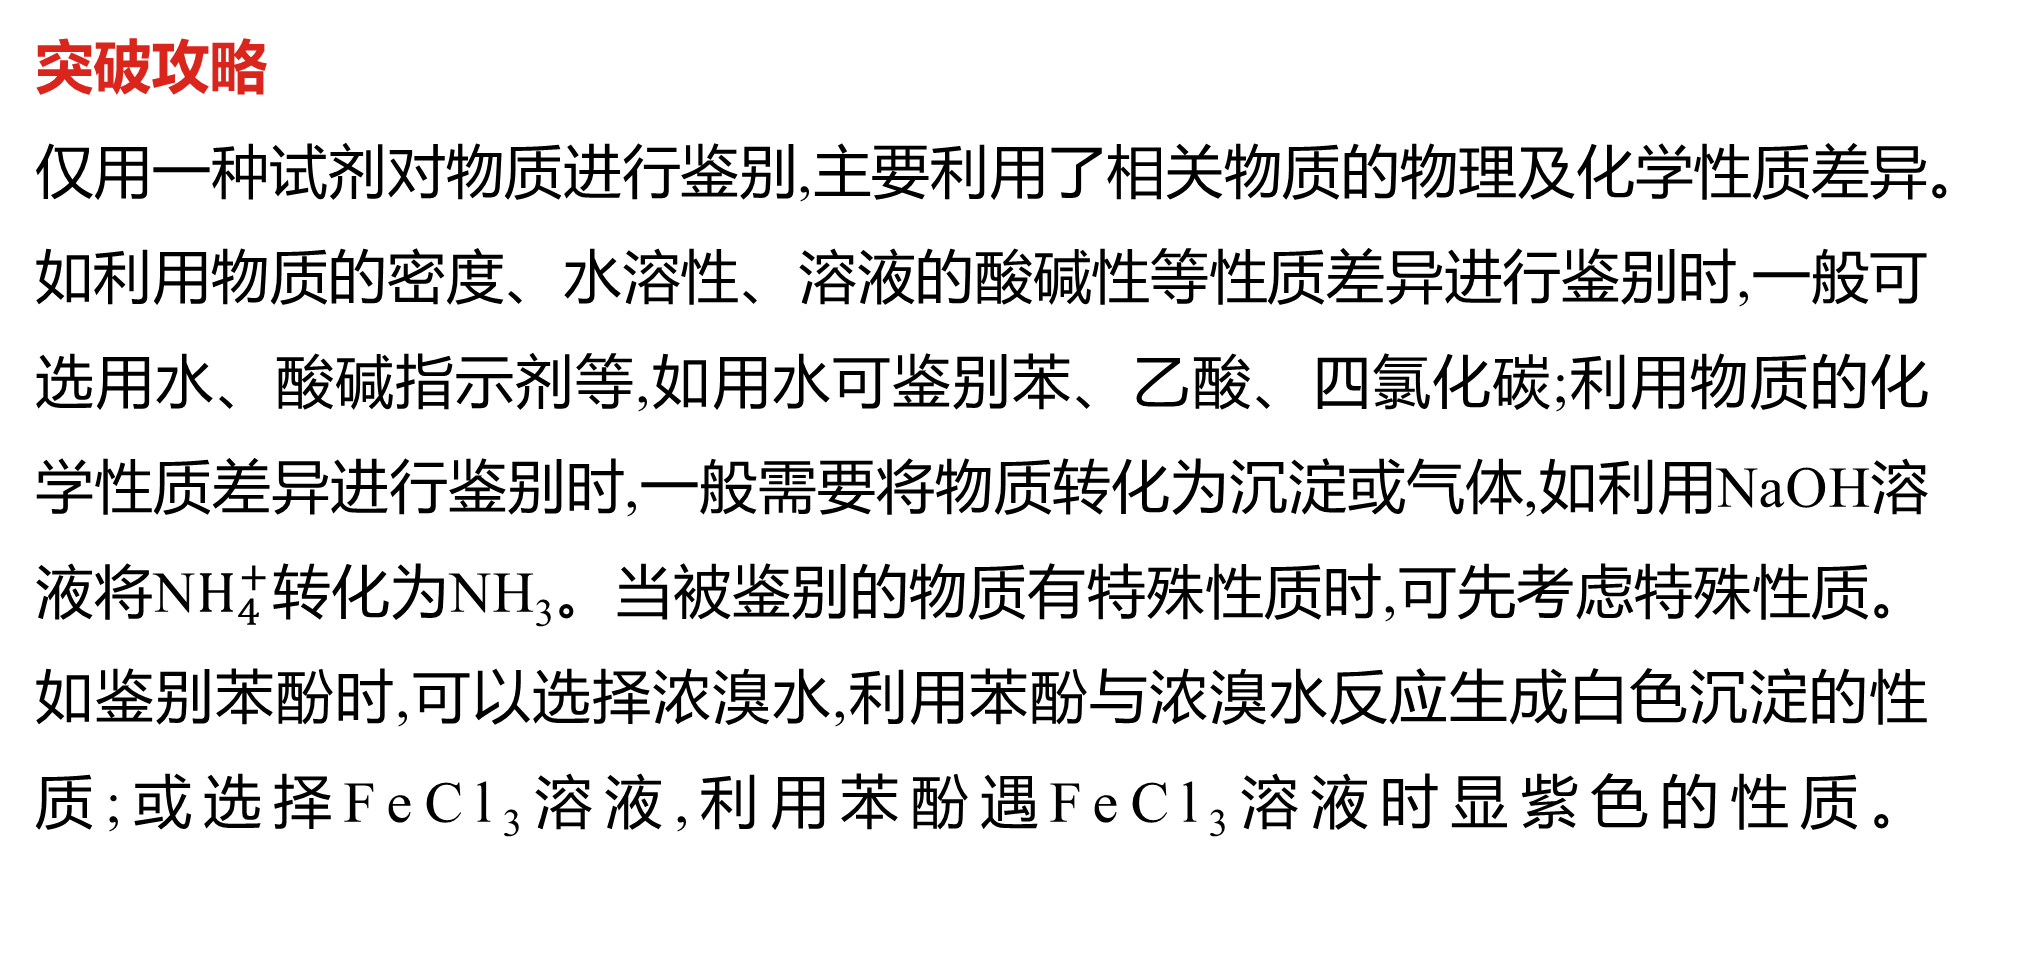 突破攻略
仅用一种试剂对物质进行鉴别,主要利用了相关物质的物理及化学性质差异。
如利用物质的密度、水溶性、溶液的酸碱性等性质差异进行鉴别时,一般可
选用水、酸碱指示剂等,如用水可鉴别苯、乙酸、四氯化碳;利用物质的化
学性质差异进行鉴别时,一般需要将物质转化为沉淀或气体,如利用NaOH溶
液将NH₄⁺转化为NH₃。当被鉴别的物质有特殊性质时,可先考虑特殊性质。
如鉴别苯酚时,可以选择浓溴水,利用苯酚与浓溴水反应生成白色沉淀的性
质;或选择FeCl₃溶液,利用苯酚遇FeCl₃溶液时显紫色的性质。